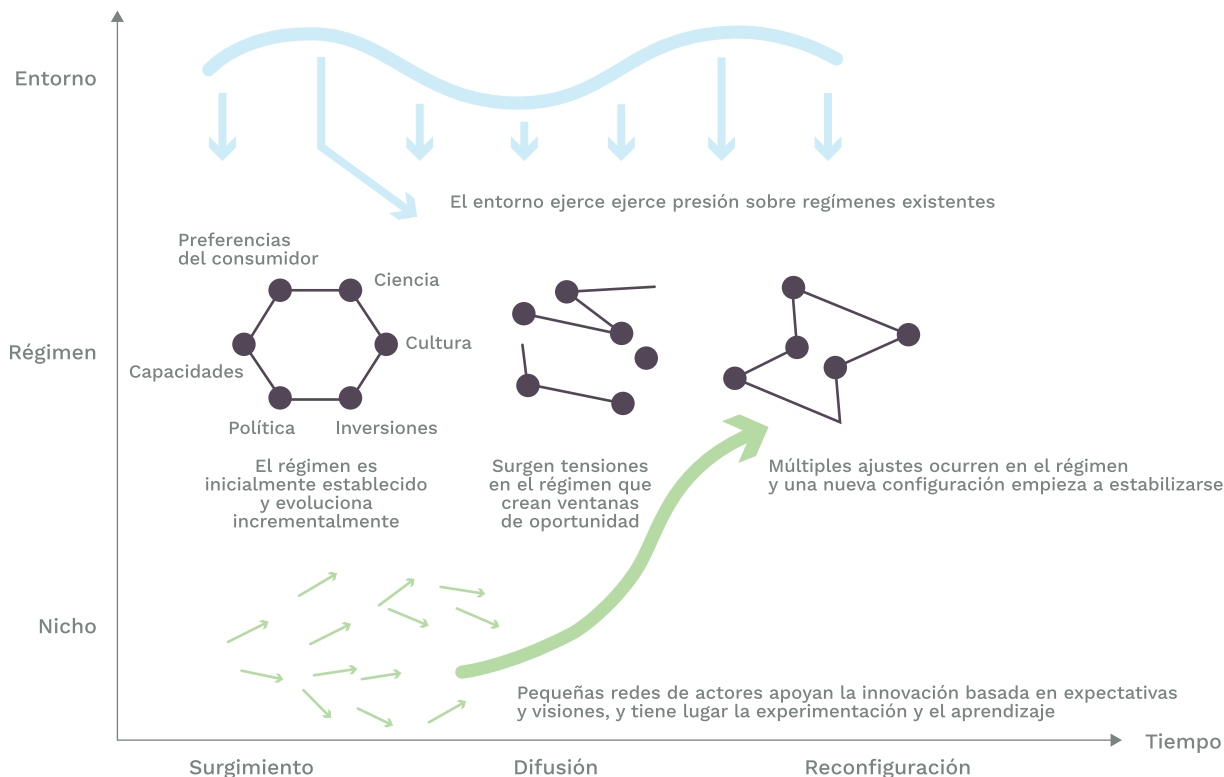 Entorno
El entorno ejerce ejerce presión sobre regímenes existentes
Preferencias
del consumidor
Ciencia
Régimen
Cultura
Capacidades
Política
Inversiones
El régimen es
inicialmente establecido
y evoluciona
incrementalmente
Surgen tensiones
en el régimen que
crean ventanas
de oportunidad
Múltiples ajustes ocurren en el régimen
y una nueva configuración empieza a estabilizarse
Nicho
Pequeñas redes de actores apoyan la innovación basada en expectativas
y visiones, y tiene lugar la experimentación y el aprendizaje
Tiempo
Surgimiento
Difusión
Reconfiguración